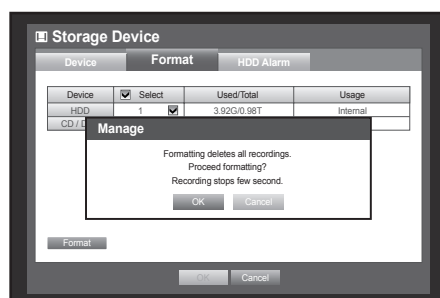 Storage Device
Device Format HDD Alarm
Device Select Used/Total Usage
HDD 1 3.92G/0.98T Internal
CD /
Manage
Formatting deletes all recordings.
Proceed formatting?
Recording stops few second.
OK Cancel
Format
OK Cancel